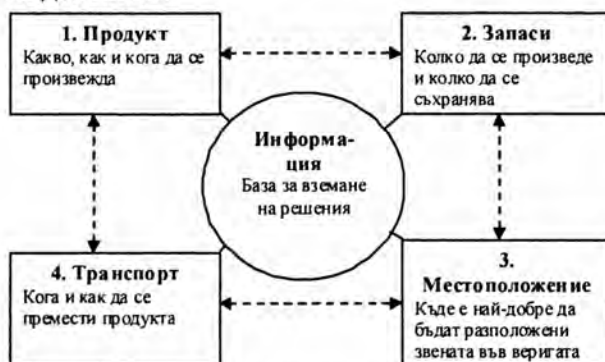 1. Продукт
Какво, как и кога да се
произвежда
2. Запаси
Колко да се произведе
и колко да се
съхранява
Информа-
ция
База за вземане
на решения
4. Транспорт
Кога и как да се
премести продукта
3.
Местоположение
Къде е най-добре да
бъдат разположени
звената във веригата